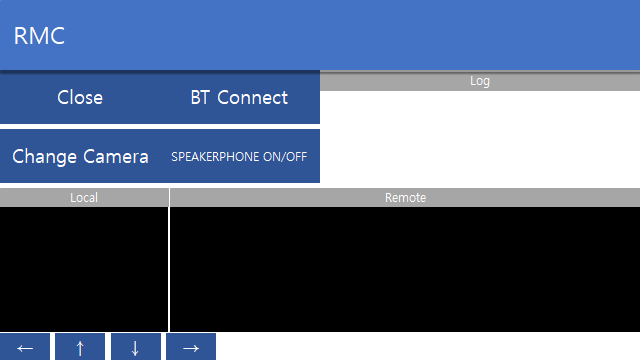 RMC
Close
BT Connect
Log
Change Camera
SPEAKERPHONE ON/OFF
Local
Remote
← ↑ ↓ →